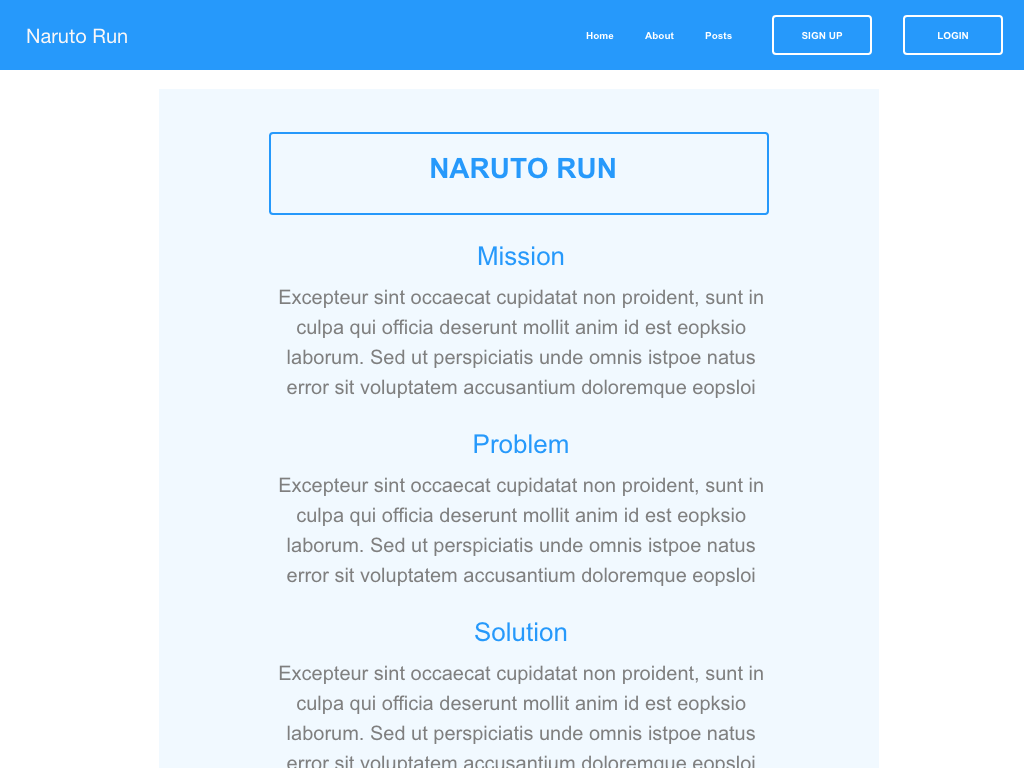 Naruto Run
Home About Posts SIGN UP LOGIN
NARUTO RUN
Mission
Excepteur sint occaecat cupidatat non proident, sunt in
culpa qui officia deserunt mollit anim id est eopksio
laborum. Sed ut perspiciatis unde omnis istpoe natus
error sit voluptatem accusantium doloremque eopsloi
Problem
Excepteur sint occaecat cupidatat non proident, sunt in
culpa qui officia deserunt mollit anim id est eopksio
laborum. Sed ut perspiciatis unde omnis istpoe natus
error sit voluptatem accusantium doloremque eopsloi
Solution
Excepteur sint occaecat cupidatat non proident, sunt in
culpa qui officia deserunt mollit anim id est eopksio
laborum. Sed ut perspiciatis unde omnis istpoe natus
error sit voluptatem accusantium doloremque eopsloi